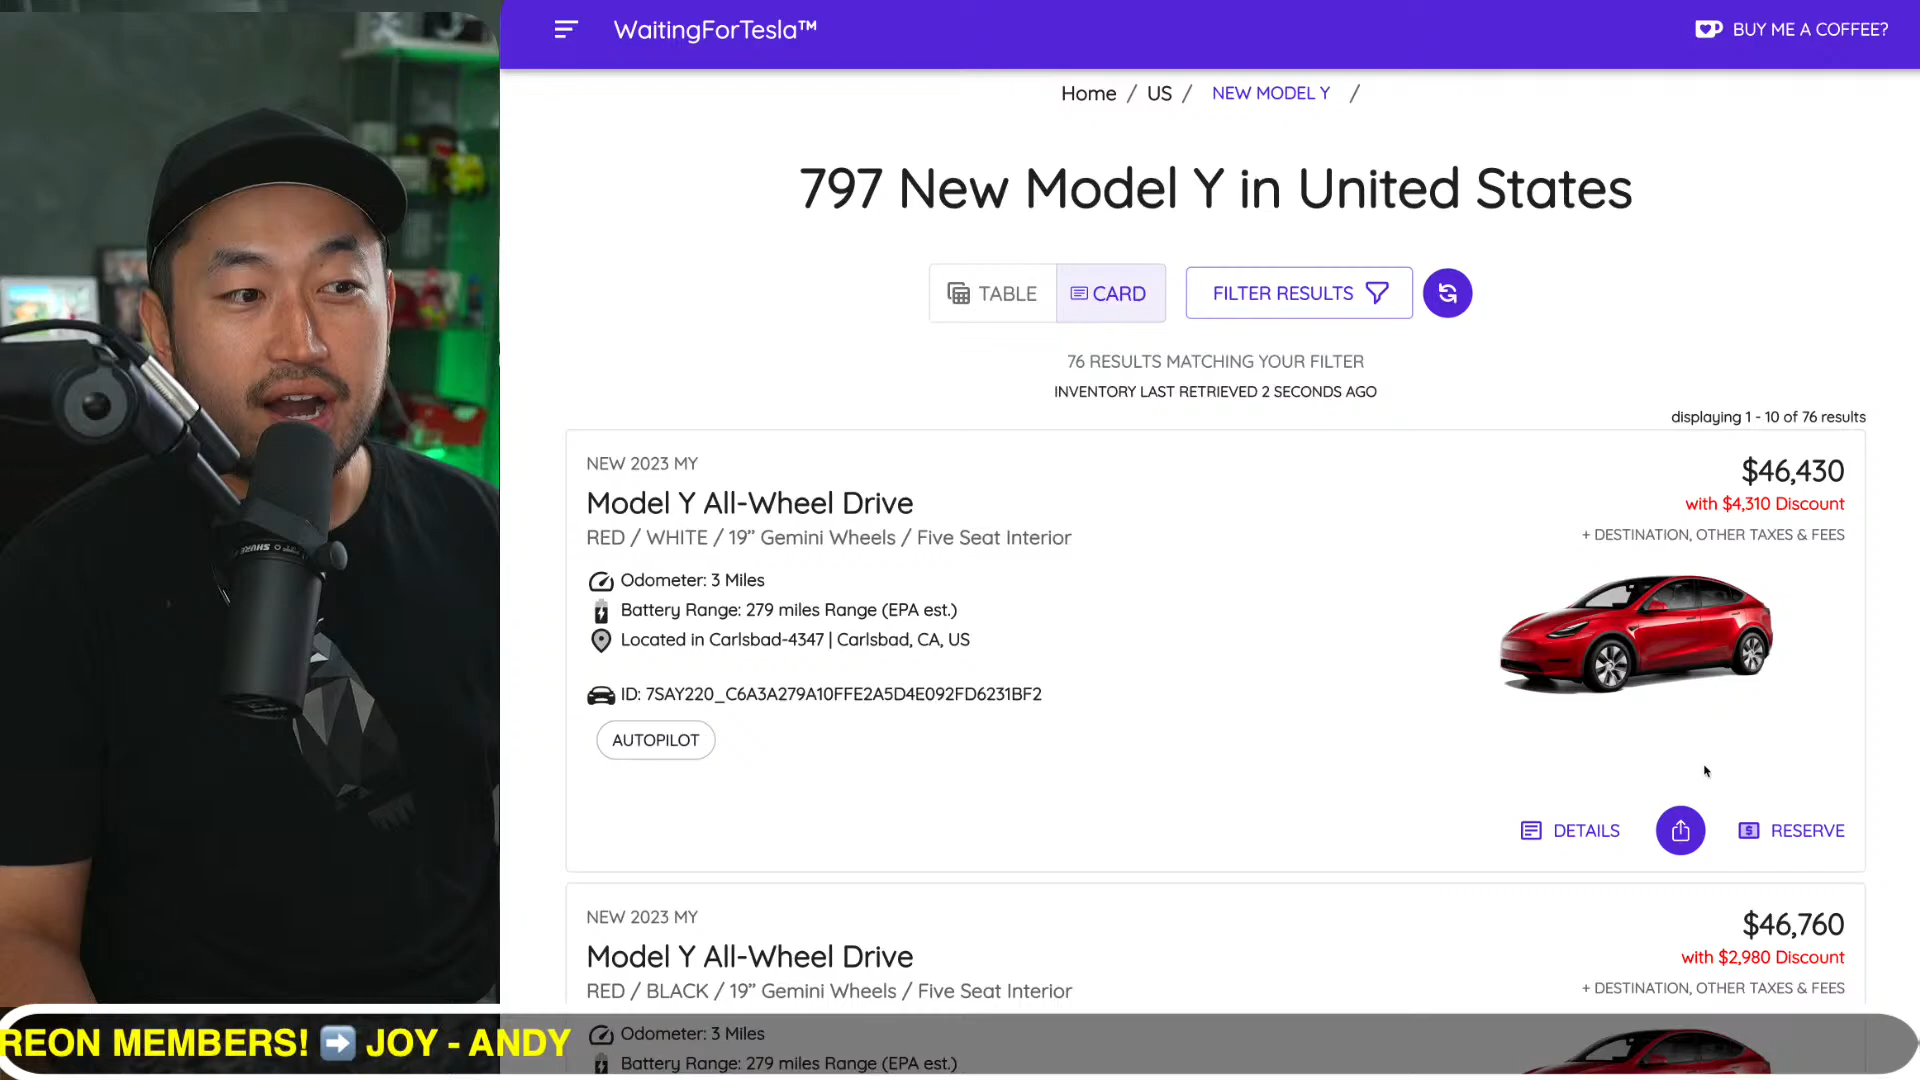 WaitingForTesla™
BUY ME A COFFEE?
Home / US / NEW MODEL Y /
797 New Model Y in United States
TABLE
CARD
FILTER RESULTS
76 RESULTS MATCHING YOUR FILTER
INVENTORY LAST RETRIEVED 2 SECONDS AGO
displaying 1 - 10 of 76 results
NEW 2023 MY
$46,430
Model Y All-Wheel Drive
with $4,310 Discount
RED / WHITE / 19” Gemini Wheels / Five Seat Interior
+ DESTINATION, OTHER TAXES & FEES
Odometer: 3 Miles
Battery Range: 279 miles Range (EPA est.)
Located in Carlsbad-4347 | Carlsbad, CA, US
ID: 7SAY220_C6A3A279A10FFE2A5D4E092FD6231BF2
AUTOPILOT
DETAILS
RESERVE
NEW 2023 MY
$46,760
Model Y All-Wheel Drive
with $2,980 Discount
RED / BLACK / 19” Gemini Wheels / Five Seat Interior
+ DESTINATION, OTHER TAXES & FEES
Odometer: 3 Miles
Battery Range: 279 miles Range (EPA est.)
REON MEMBERS! ➡️ JOY - ANDY
SHURE